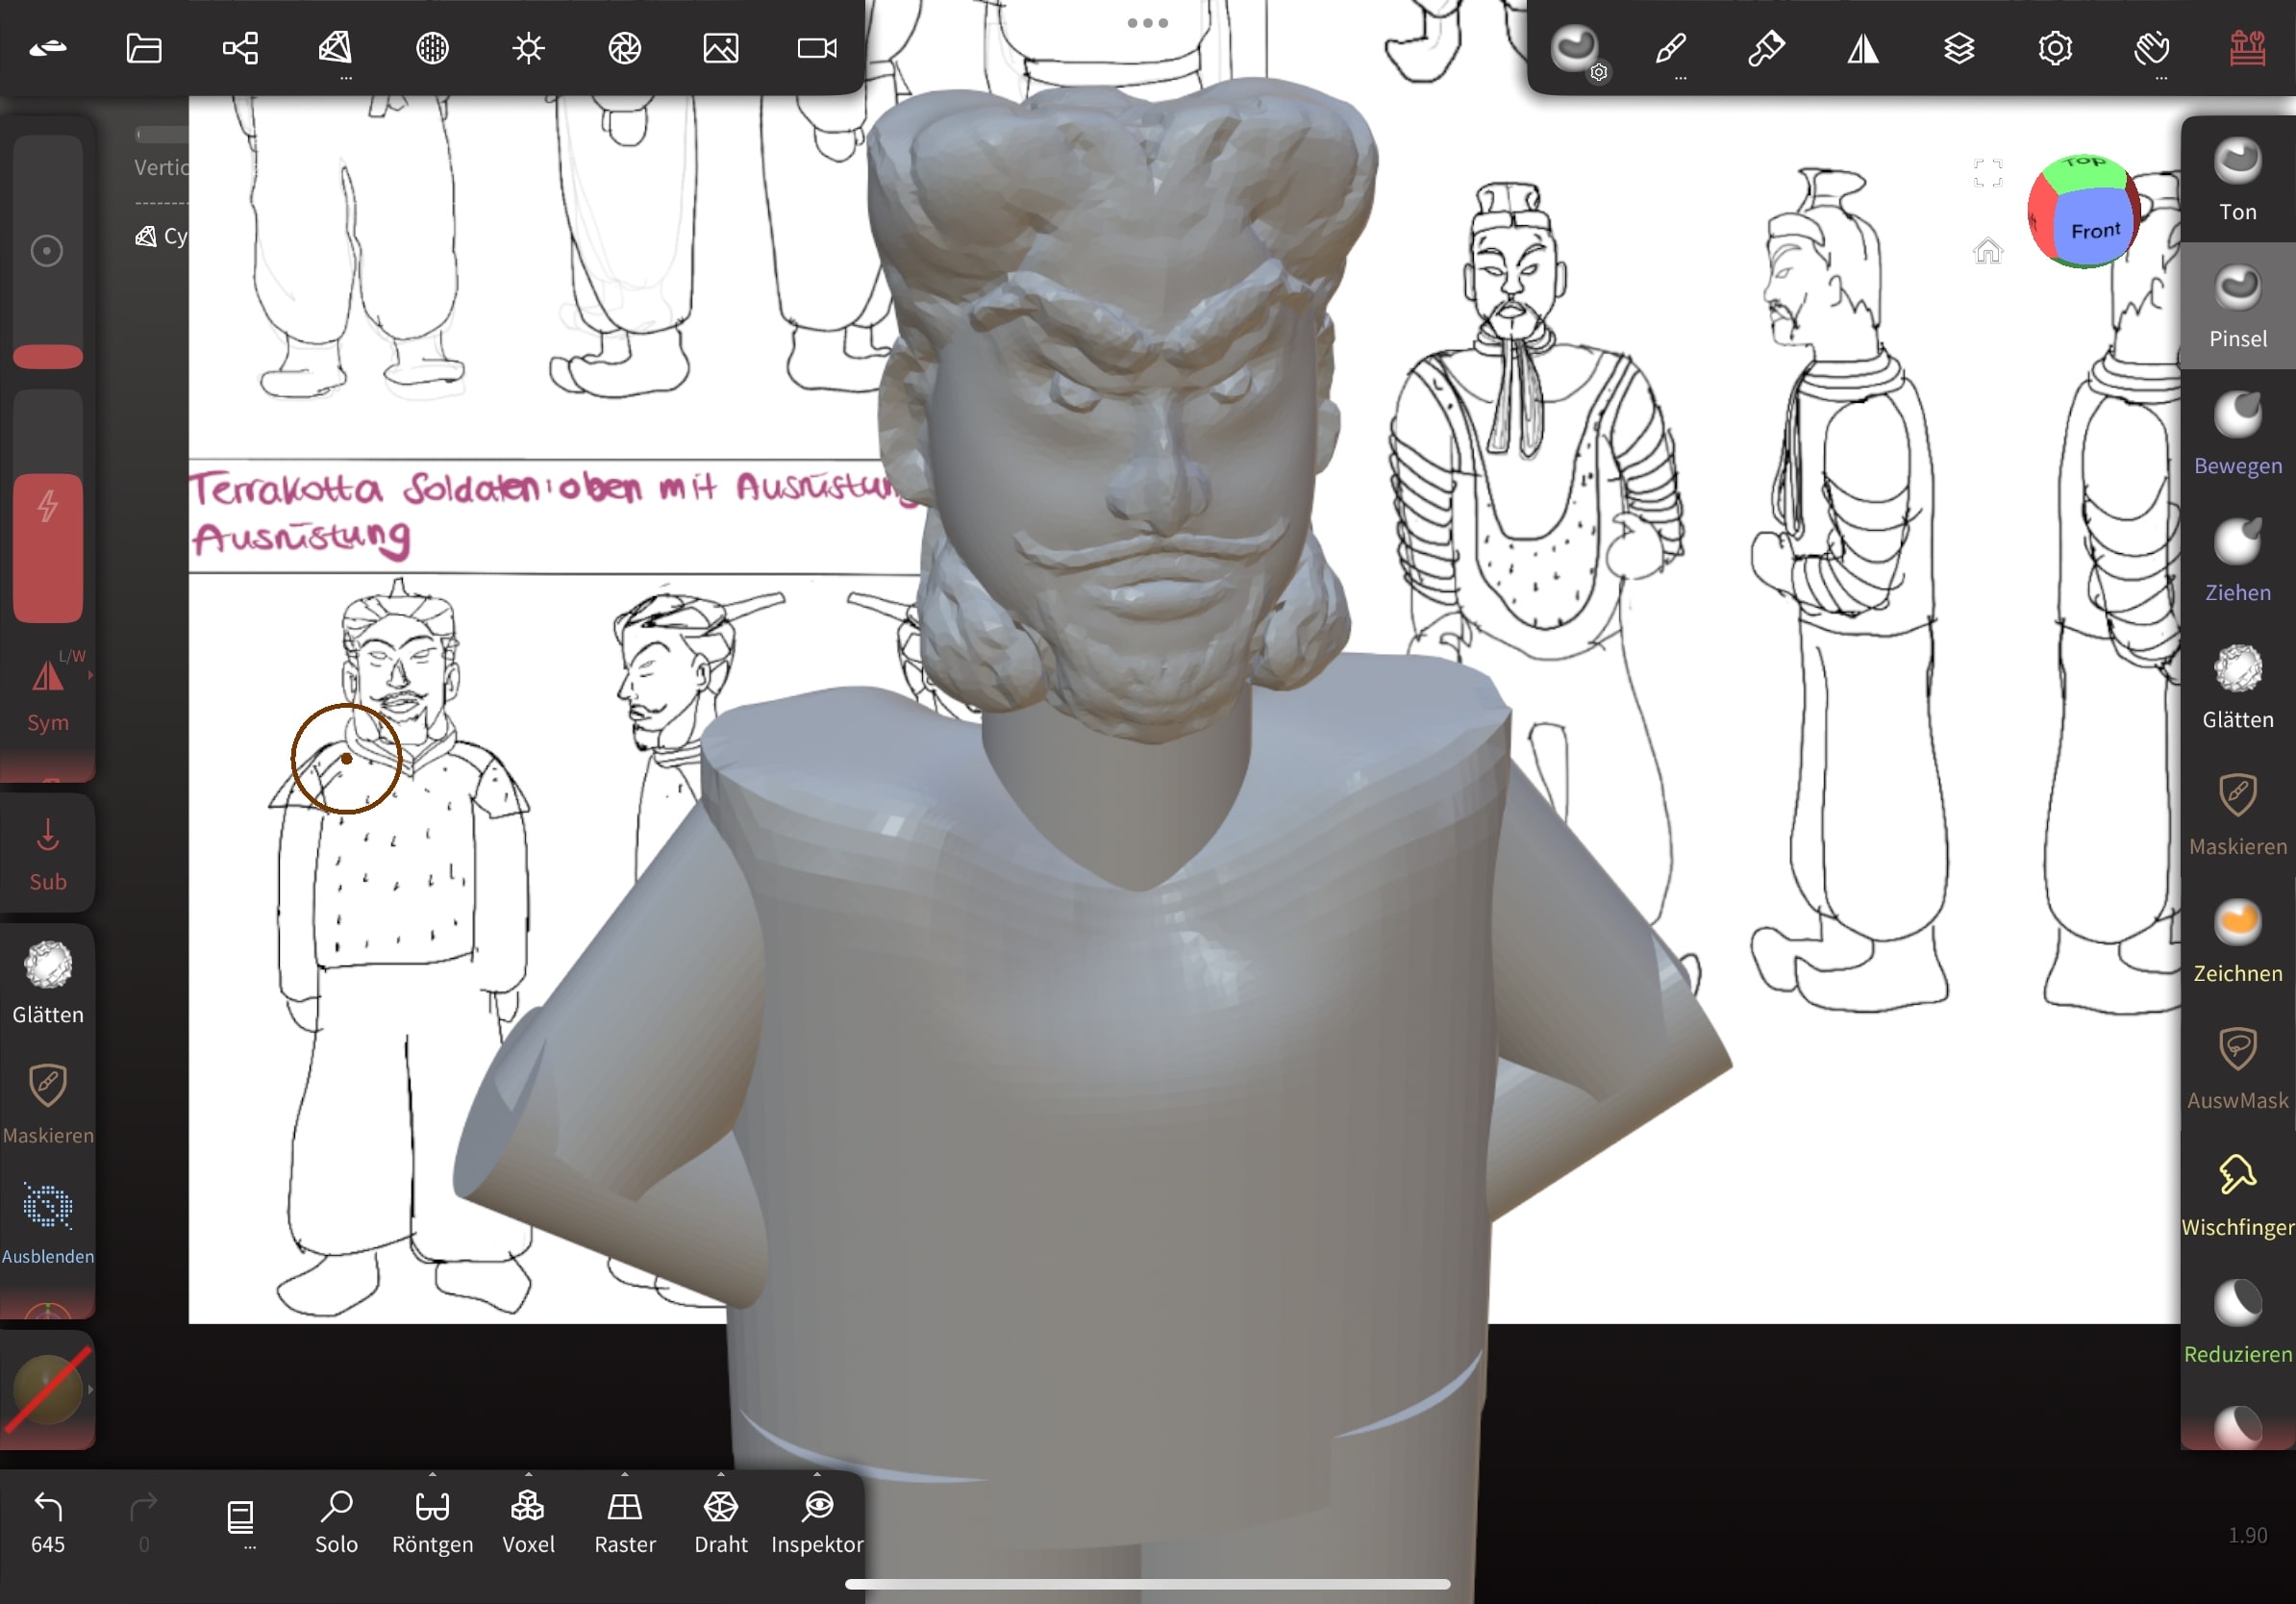 ...
...
...
Top
Front
Vertic
Cy
Ton
Pinsel
Bewegen
Ziehen
Glätten
Maskieren
Zeichnen
AuswMask
Wischfinger
Reduzieren
Terrakotta Soldaten: oben mit Ausrüstung
Ausrüstung
L/W
Sym
Sub
Glätten
Maskieren
Ausblenden
645
0
...
Solo
Röntgen
Voxel
Raster
Draht
Inspektor
1.90